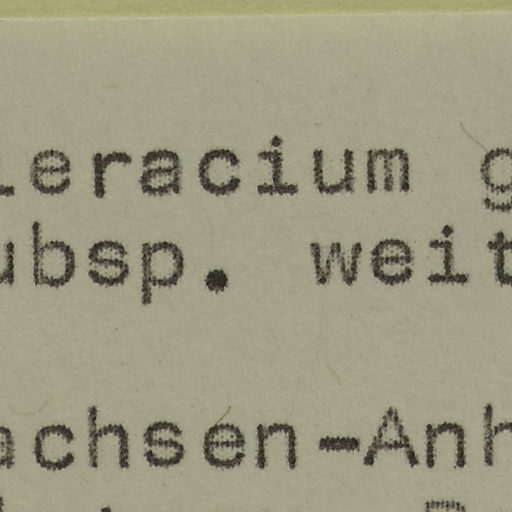 ieracium g
ubsp. weit
achsen-Anh